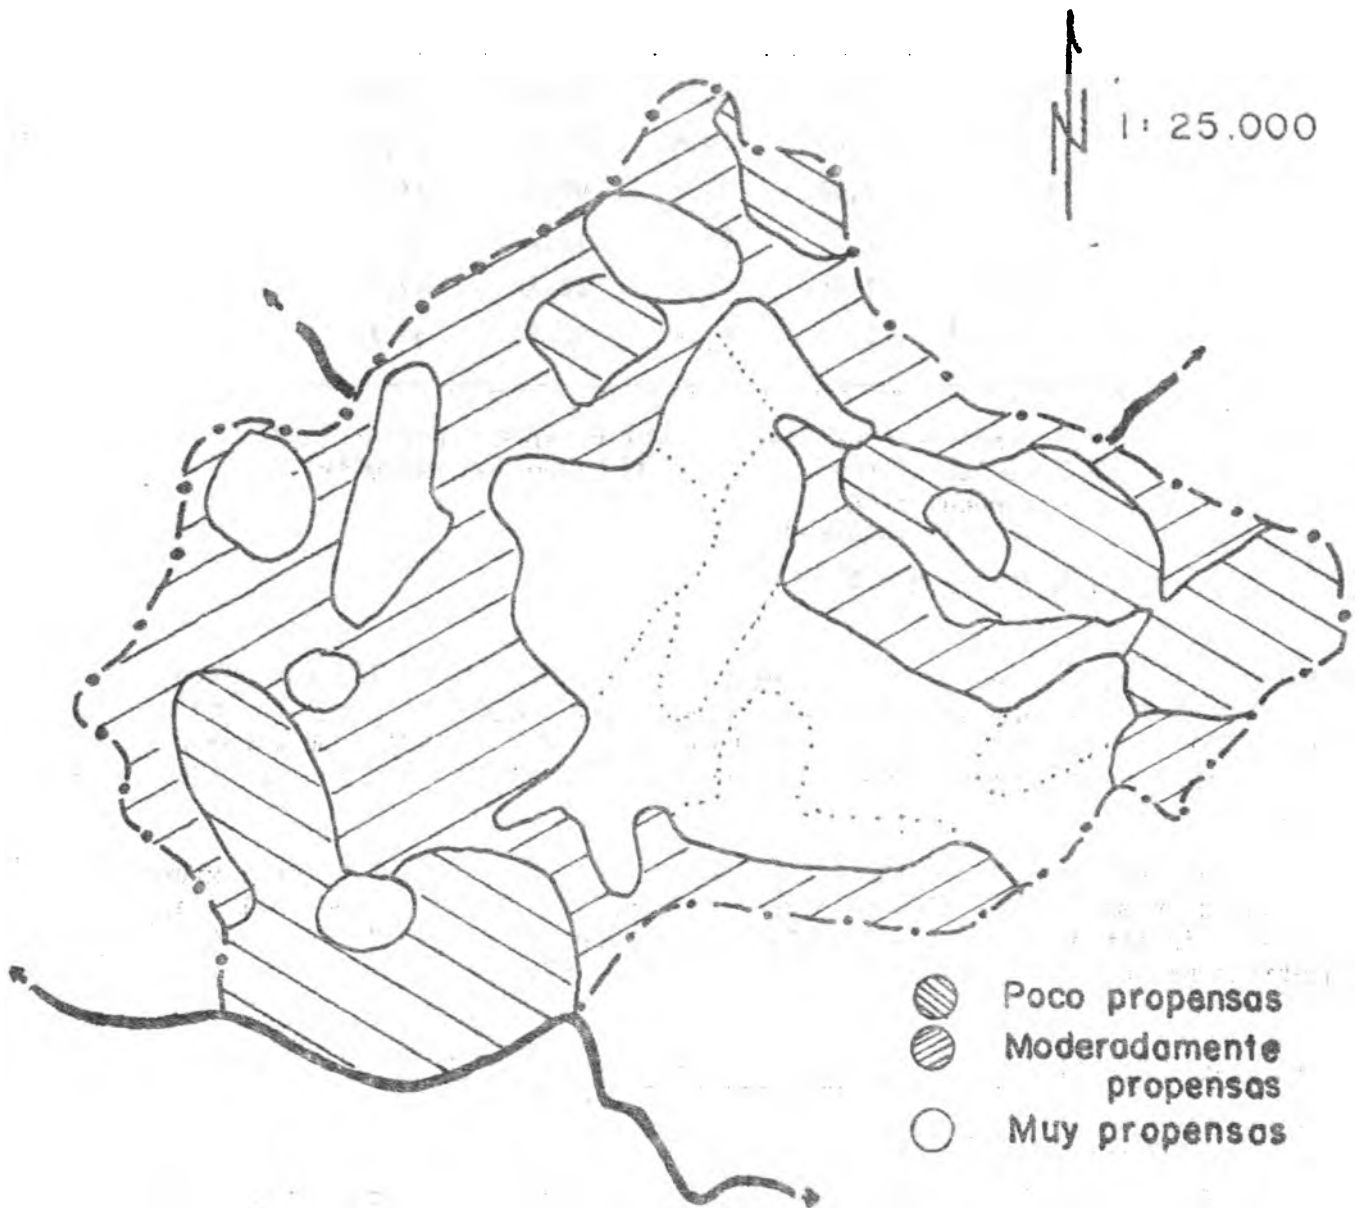 N 1: 25.000
Poco propensas
Moderadamente
propensas
Muy propensas